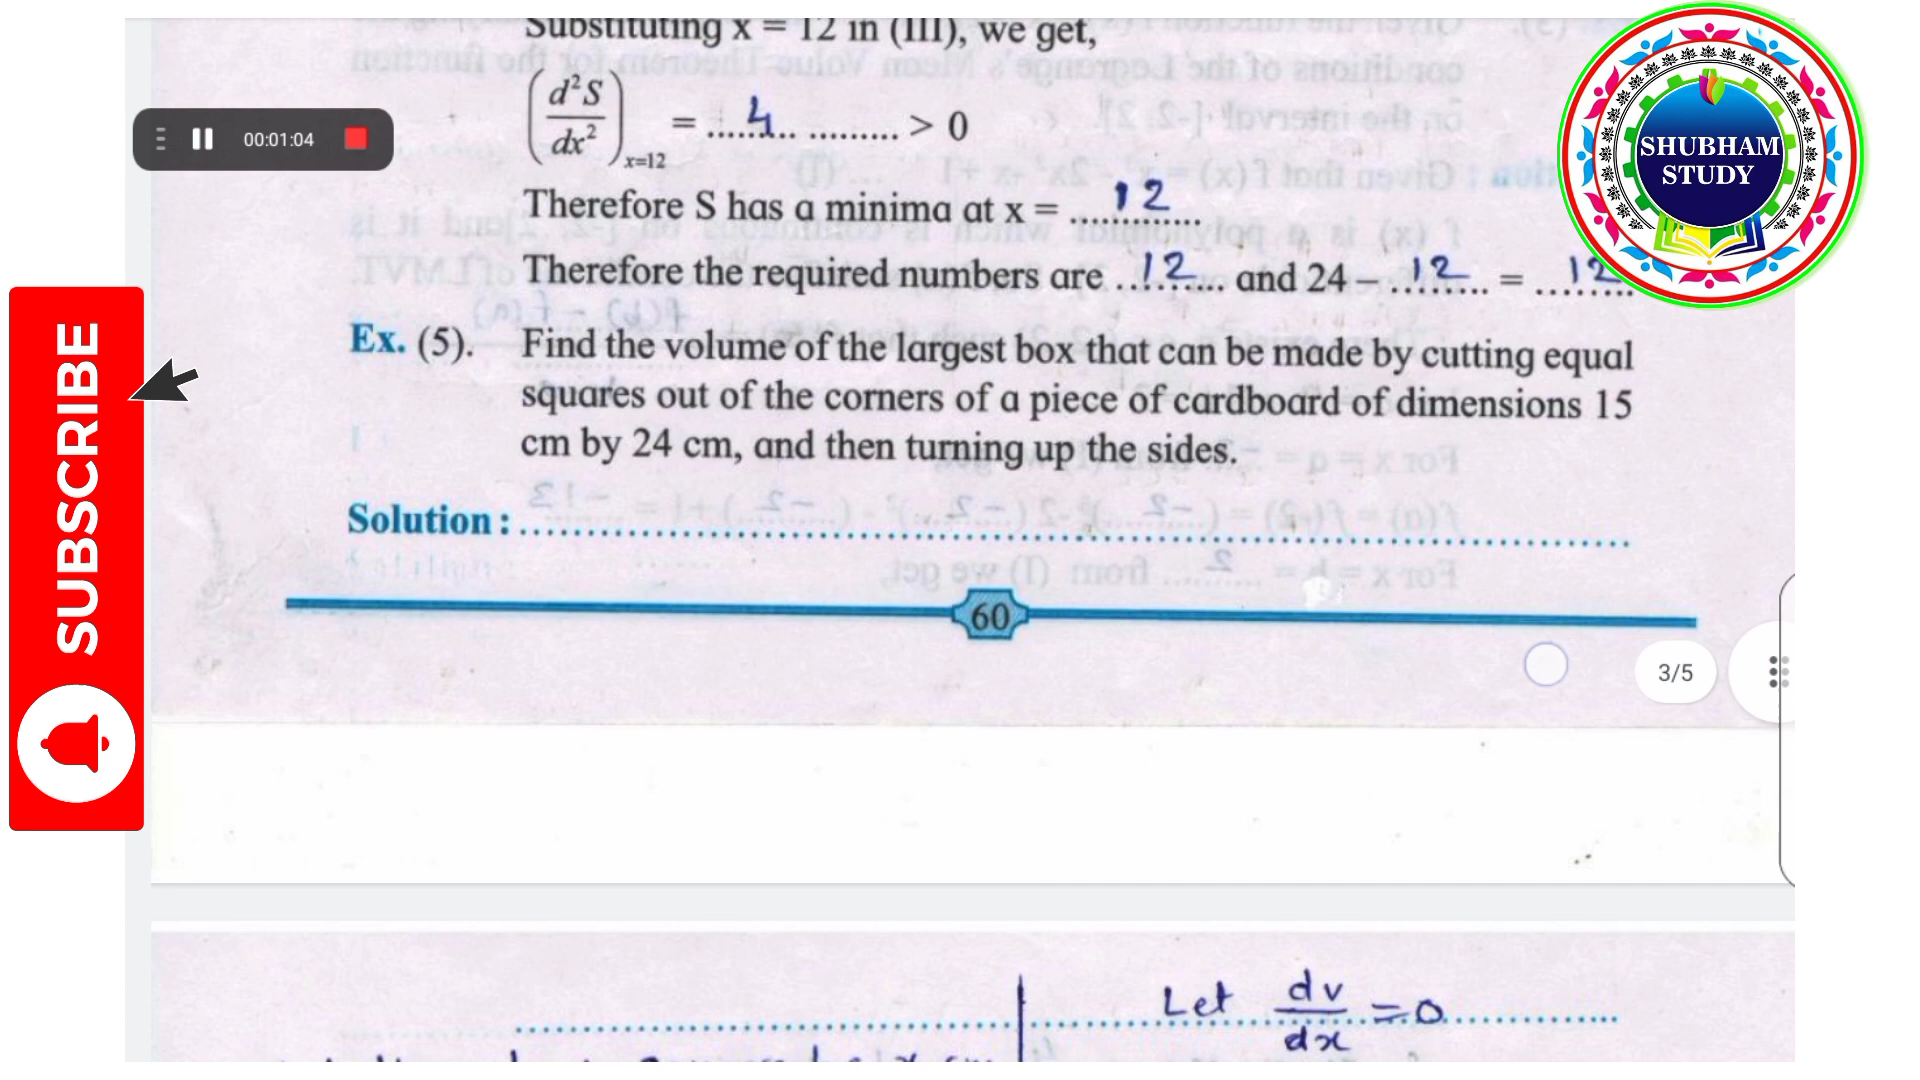 Substituting x = 12 in (III), we get,
(d²S/dx²)x=12 = ....4.... ......... > 0
Therefore S has a minima at x = ....12....
Therefore the required numbers are ..12.... and 24 – ..12.. = ..12..
Ex. (5). Find the volume of the largest box that can be made by cutting equal
squares out of the corners of a piece of cardboard of dimensions 15
cm by 24 cm, and then turning up the sides.
Solution :
60
Let dv/dx = 0
00:01:04
SHUBHAM
STUDY
SUBSCRIBE
3/5